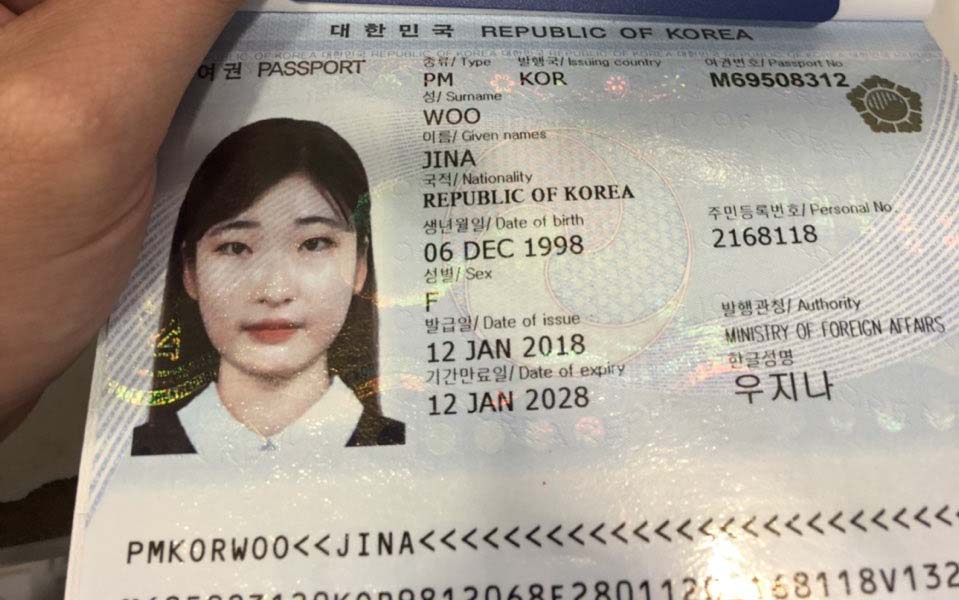 대한민국 REPUBLIC OF KOREA
여권 PASSPORT
종류/ Type 발행국/ Issuing country 여권번호/ Passport No
PM KOR M69508312
성/ Surname
WOO
이름/ Given names
JINA
국적/ Nationality
REPUBLIC OF KOREA
생년월일/ Date of birth 주민등록번호/ Personal No.
06 DEC 1998 2168118
성별/ Sex
F
발급일/ Date of issue 발행관청/ Authority
12 JAN 2018 MINISTRY OF FOREIGN AFFAIRS
기간만료일/ Date of expiry 한글성명
12 JAN 2028 우지나
PMKORWOO<<JINA<<<<<<<<<<<<<<<<<<<<<<<<<